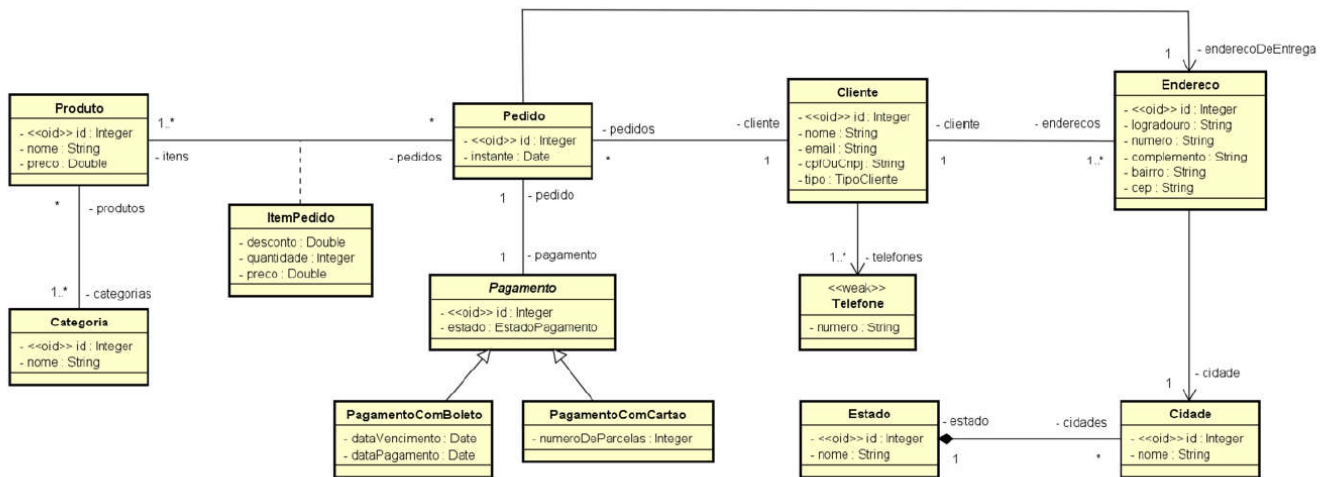 1
- enderecoDeEntrega
Produto
- <<oid>> id : Integer
- nome : String
- preco : Double
1..*
- itens
*
- pedidos
Pedido
- <<oid>> id : Integer
- instante : Date
- pedidos
*
- cliente
1
Cliente
- <<oid>> id : Integer
- nome : String
- email : String
- cpfOuCnpj : String
- tipo : TipoCliente
- cliente
1
- enderecos
1..*
Endereco
- <<oid>> id : Integer
- logradouro : String
- numero : String
- complemento : String
- bairro : String
- cep : String
*
- produtos
1..*
- categorias
Categoria
- <<oid>> id : Integer
- nome : String
ItemPedido
- desconto : Double
- quantidade : Integer
- preco : Double
1
- pedido
1
- pagamento
Pagamento
- <<oid>> id : Integer
- estado : EstadoPagamento
1..*
- telefones
<<weak>>
Telefone
- numero : String
PagamentoComBoleto
- dataVencimento : Date
- dataPagamento : Date
PagamentoComCartao
- numeroDeParcelas : Integer
1
- cidade
Estado
- <<oid>> id : Integer
- nome : String
- estado
1
- cidades
*
Cidade
- <<oid>> id : Integer
- nome : String